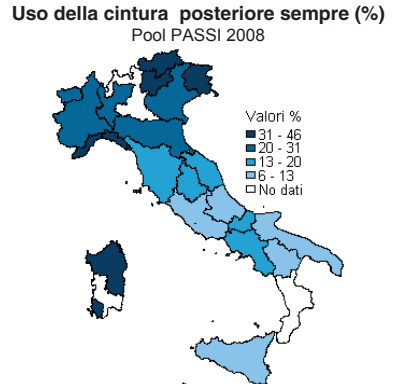 Uso della cintura posteriore sempre (%)
Pool PASSI 2008
Valori %
31 - 46
20 - 31
13 - 20
6 - 13
No dati